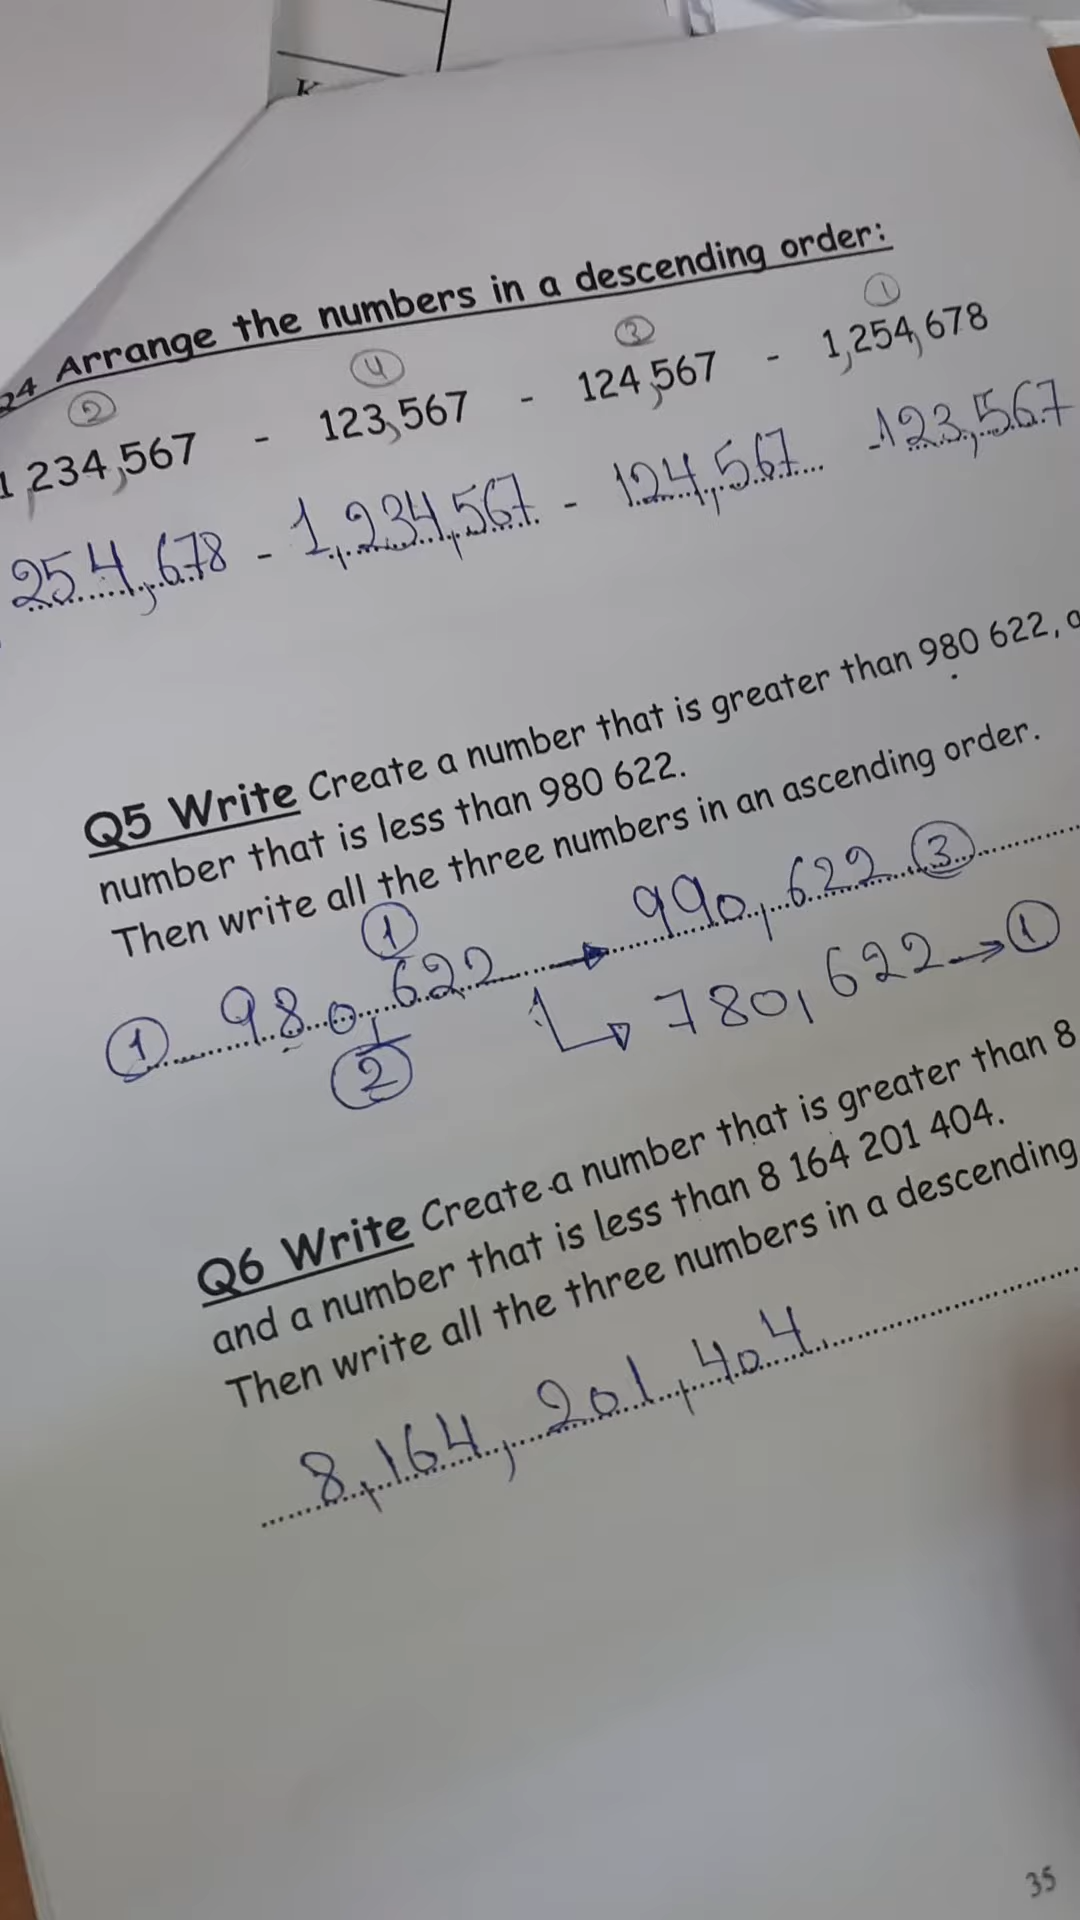 K
Q4 Arrange the numbers in a descending order:
② ④ ③ ①
1,234,567 - 123,567 - 124,567 - 1,254,678
254,678 - 1,234,567 - 124,567 - 123,567
Q5 Write Create a number that is greater than 980 622, a
number that is less than 980 622.
Then write all the three numbers in an ascending order.
① 980,622 → 990,622 ③
①
②
↳ 780,622 → ①
Q6 Write Create a number that is greater than 8
and a number that is less than 8 164 201 404.
Then write all the three numbers in a descending
8,164,201,404
35